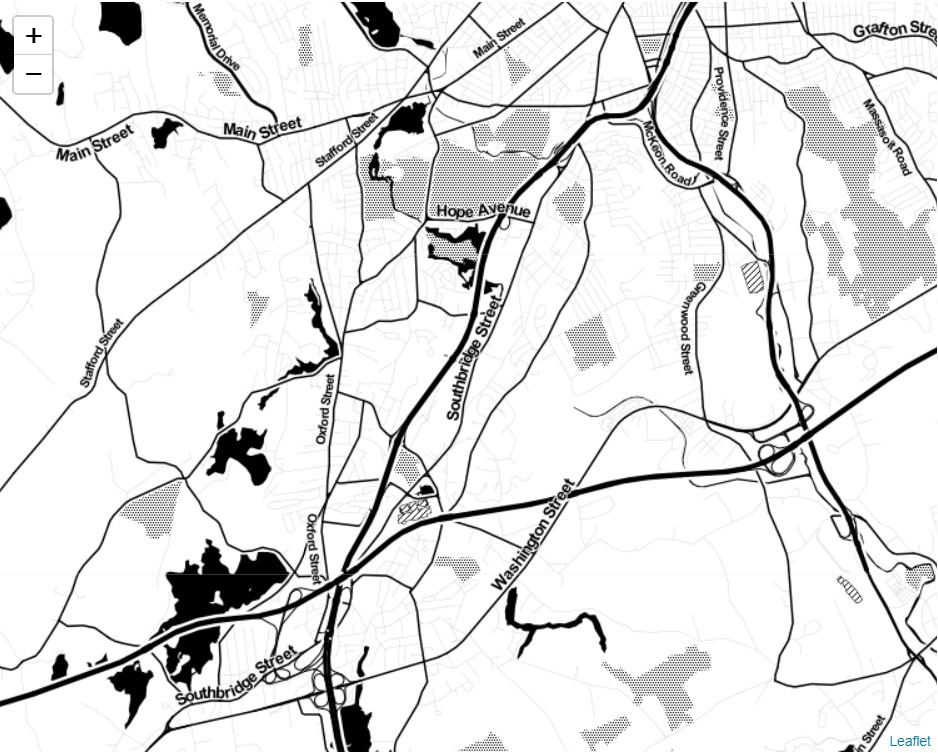 +
−
Memorial Drive
Main Street
Grafton Stre
Main Street
Main Street
Stafford Street
Providence Street
Massasoit Road
McKeon Road
Hope Avenue
Stafford Street
Southbridge Street
Greenwood Street
Oxford Street
Oxford Street
Washington Street
Southbridge Street
n Street
Leaflet